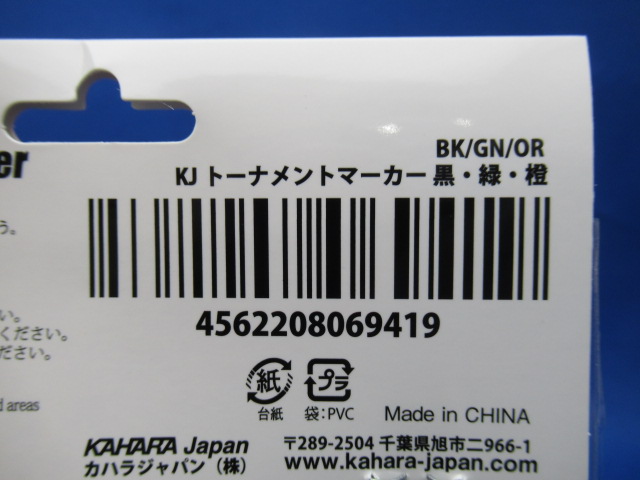 er
BK/GN/OR
KJ トーナメントマーカー 黒・緑・橙
う。
4562208069419
い。
ください。
ださい。
紙 プラ
台紙 袋:PVC
areas
Made in CHINA
KAHARA Japan
カハラジャパン(株)
〒289-2504 千葉県旭市二966-1
www.kahara-japan.com